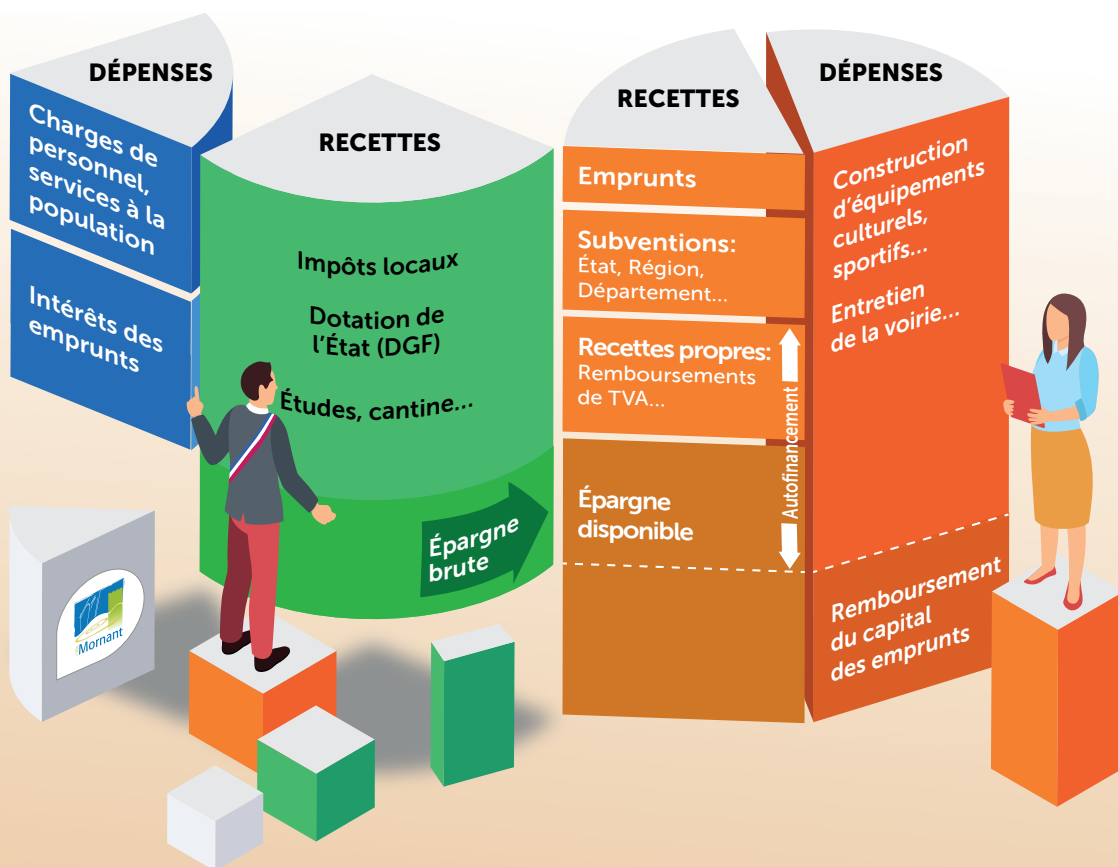 DÉPENSES
Charges de
personnel,
services à la
population
Intérêts des
emprunts
RECETTES
Impôts locaux
Dotation de
l'État (DGF)
Études, cantine...
Épargne
brute
RECETTES
Emprunts
Subventions:
État, Région,
Département...
Recettes propres:
Remboursements
de TVA...
Épargne
disponible
Autofinancement
DÉPENSES
Construction
d'équipements
culturels,
sportifs...
Entretien
de la voirie...
Remboursement
du capital
des emprunts
Mornant